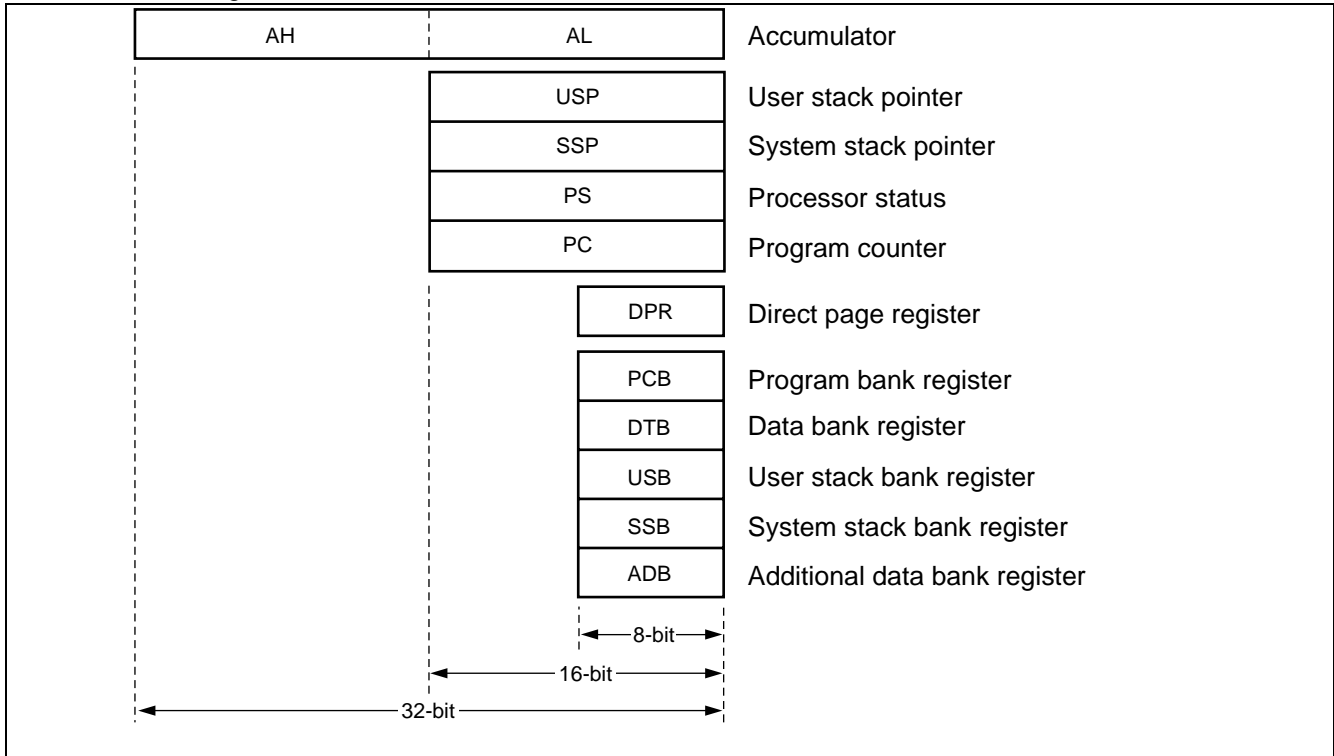 AH AL Accumulator
USP User stack pointer
SSP System stack pointer
PS Processor status
PC Program counter
DPR Direct page register
PCB Program bank register
DTB Data bank register
USB User stack bank register
SSB System stack bank register
ADB Additional data bank register
8-bit
16-bit
32-bit